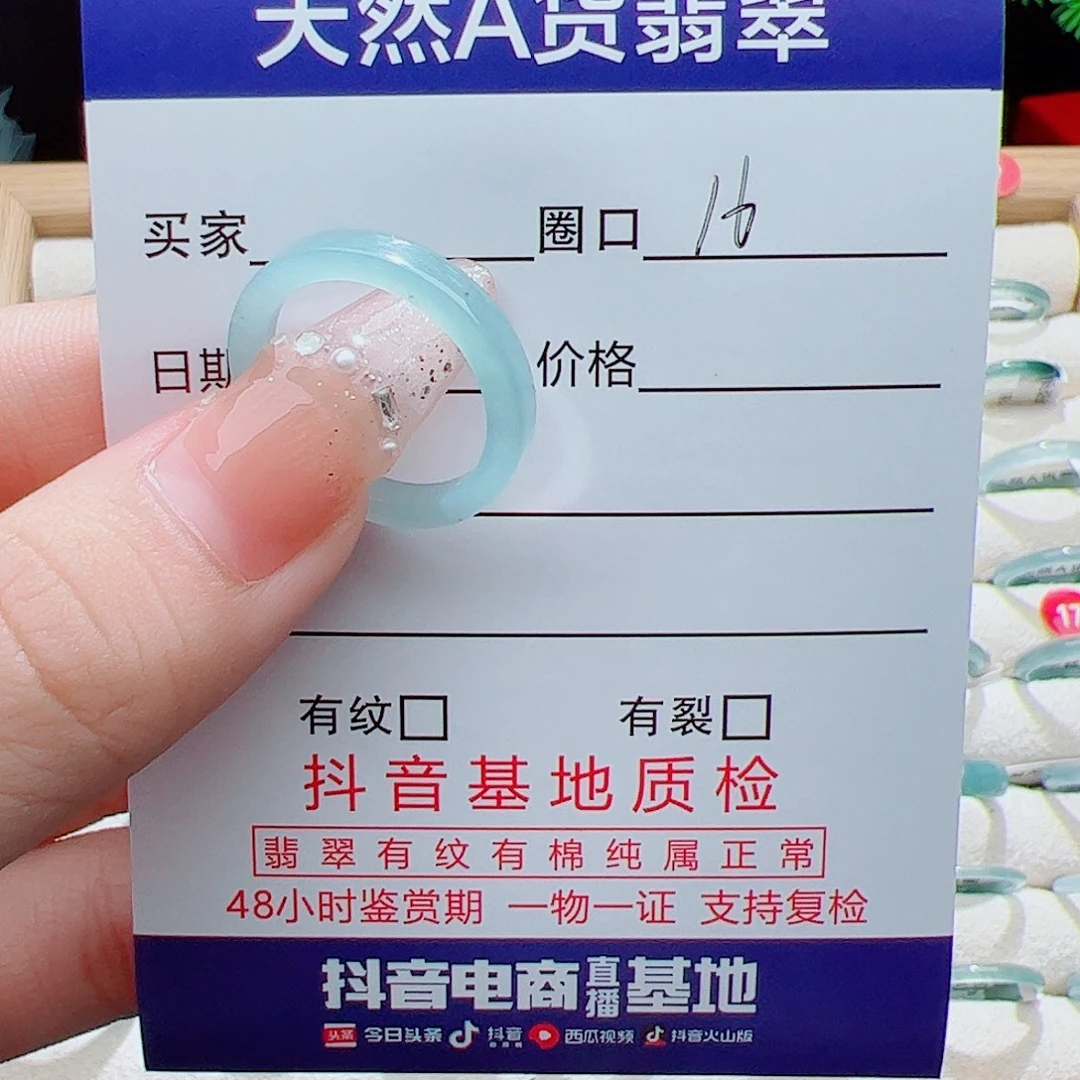 天然A货翡翠
买家 圈口 16
日期 价格
有纹□ 有裂□
抖音基地质检
翡翠有纹有棉纯属正常
48小时鉴赏期 一物一证 支持复检
抖音电商直播基地
头条 今日头条 抖音 西瓜视频 抖音火山版
17